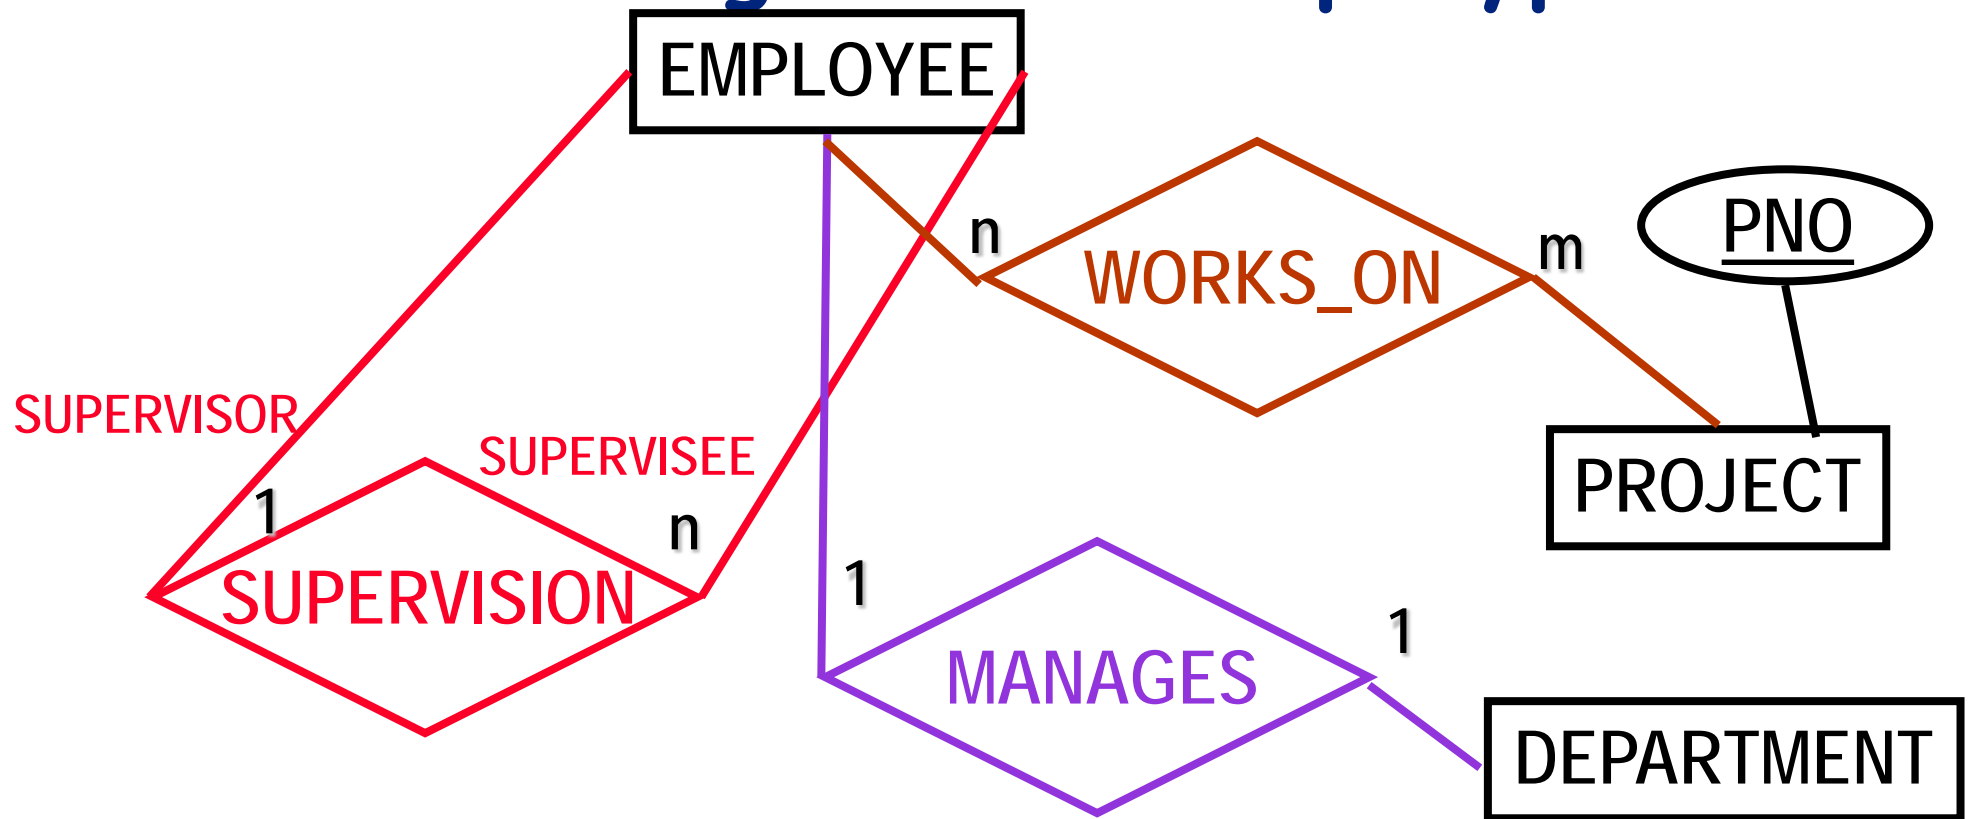 EMPLOYEE
n
WORKS_ON
m
PNO
SUPERVISOR
SUPERVISEE
1
n
SUPERVISION
PROJECT
1
MANAGES
1
DEPARTMENT